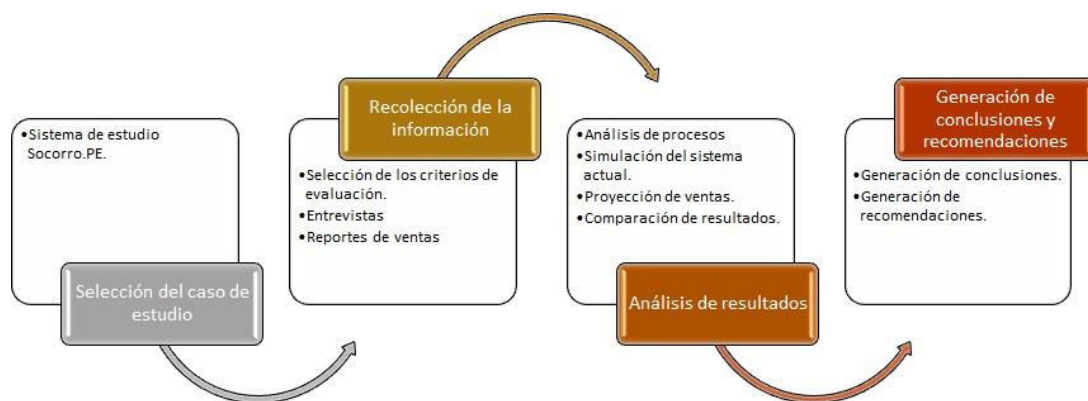 •Sistema de estudio
Socorro.PE.
Selección del caso de
estudio
Recolección de la
información
•Selección de los criterios de
evaluación.
•Entrevistas
•Reportes de ventas
•Análisis de procesos
•Simulación del sistema
actual.
•Proyección de ventas.
•Comparación de resultados.
Análisis de resultados
Generación de
conclusiones y
recomendaciones
•Generación de conclusiones.
•Generación de
recomendaciones.